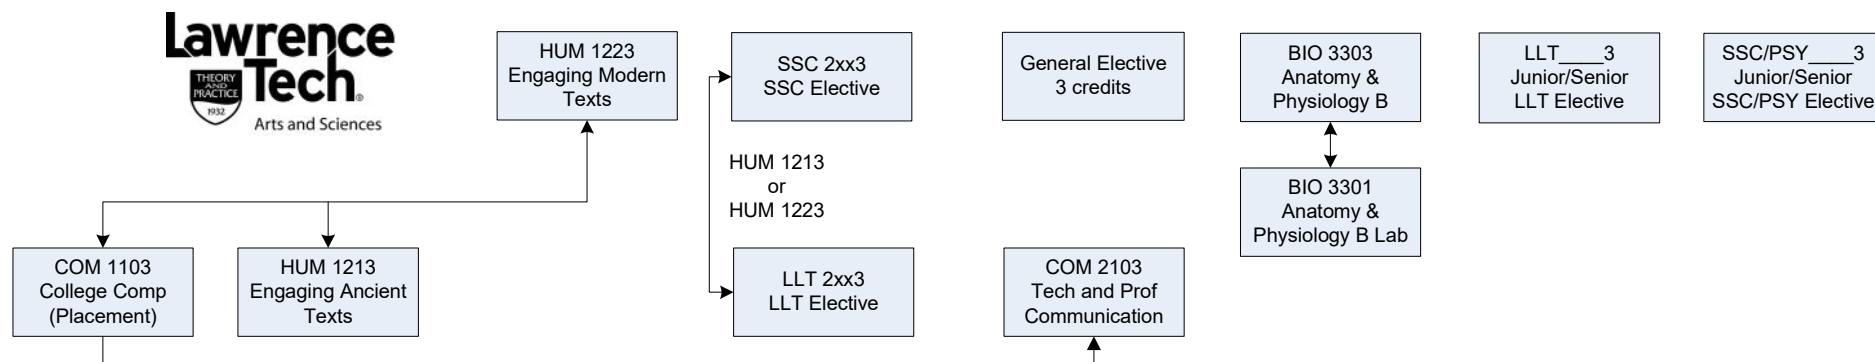 Lawrence
Tech.
THEORY
AND
PRACTICE
1932
Arts and Sciences
HUM 1223
Engaging Modern
Texts
SSC 2xx3
SSC Elective
General Elective
3 credits
BIO 3303
Anatomy &
Physiology B
LLT____3
Junior/Senior
LLT Elective
SSC/PSY____3
Junior/Senior
SSC/PSY Elective
HUM 1213
or
HUM 1223
BIO 3301
Anatomy &
Physiology B Lab
COM 1103
College Comp
(Placement)
HUM 1213
Engaging Ancient
Texts
LLT 2xx3
LLT Elective
COM 2103
Tech and Prof
Communication